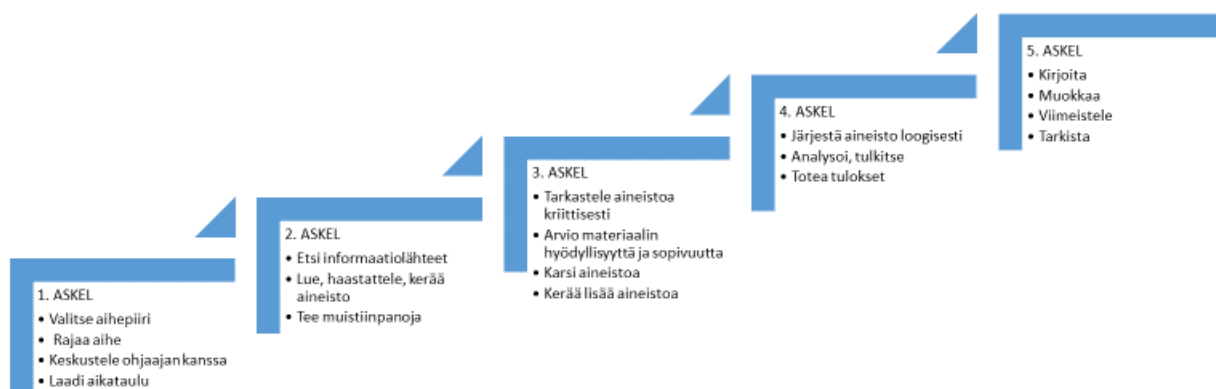 1. ASKEL
• Valitse aihepiiri
• Rajaa aihe
• Keskustele ohjaajan kanssa
• Laadi aikataulu
2. ASKEL
• Etsi informaatiolähteet
• Lue, haastattele, kerää
aineisto
• Tee muistiinpanoja
3. ASKEL
• Tarkastele aineistoa
kriittisesti
• Arvio materiaalin
hyödyllisyyttä ja sopivuutta
• Karsi aineistoa
• Kerää lisää aineistoa
4. ASKEL
• Järjestä aineisto loogisesti
• Analysoi, tulkitse
• Totea tulokset
5. ASKEL
• Kirjoita
• Muokkaa
• Viimeistele
• Tarkista